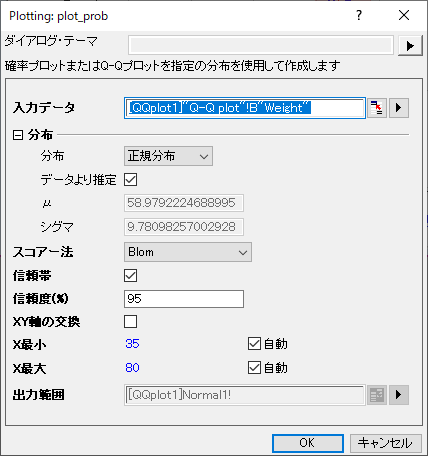 Plotting: plot_prob ? ×
ダイアログ・テーマ
確率プロットまたはQ-Qプロットを指定の分布を使用して作成します
入力データ [QQplot1]"Q-Q plot"!B"Weight"
分布
分布 正規分布
データより推定
μ 58.9792224688995
シグマ 9.78098257002928
スコアー法 Blom
信頼帯
信頼度(%) 95
XY軸の交換
X最小 35 自動
X最大 80 自動
出力範囲 [QQplot1]Normal1!
OK キャンセル